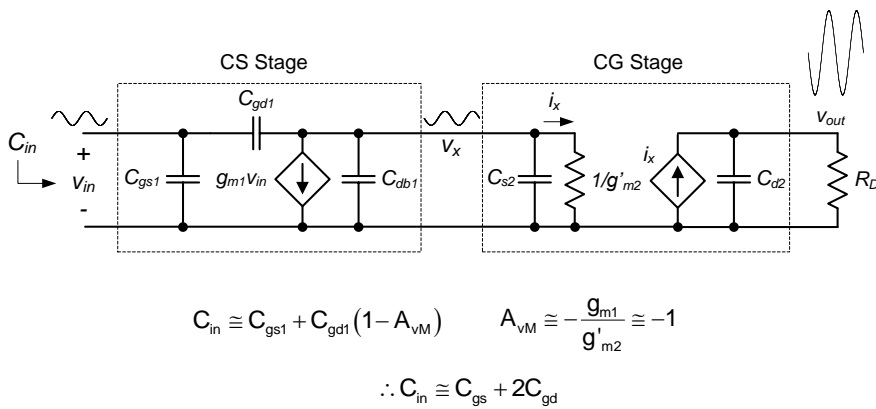 CS Stage
CG Stage
C_in
+
v_in
-
C_gs1
C_gd1
g_m1v_in
C_db1
v_x
C_s2
i_x
1/g'_m2
i_x
C_d2
v_out
R_D
C_in ≅ C_gs1 + C_gd1(1 − A_vM)
A_vM ≅ − g_m1 / g'_m2 ≅ −1
∴ C_in ≅ C_gs + 2C_gd